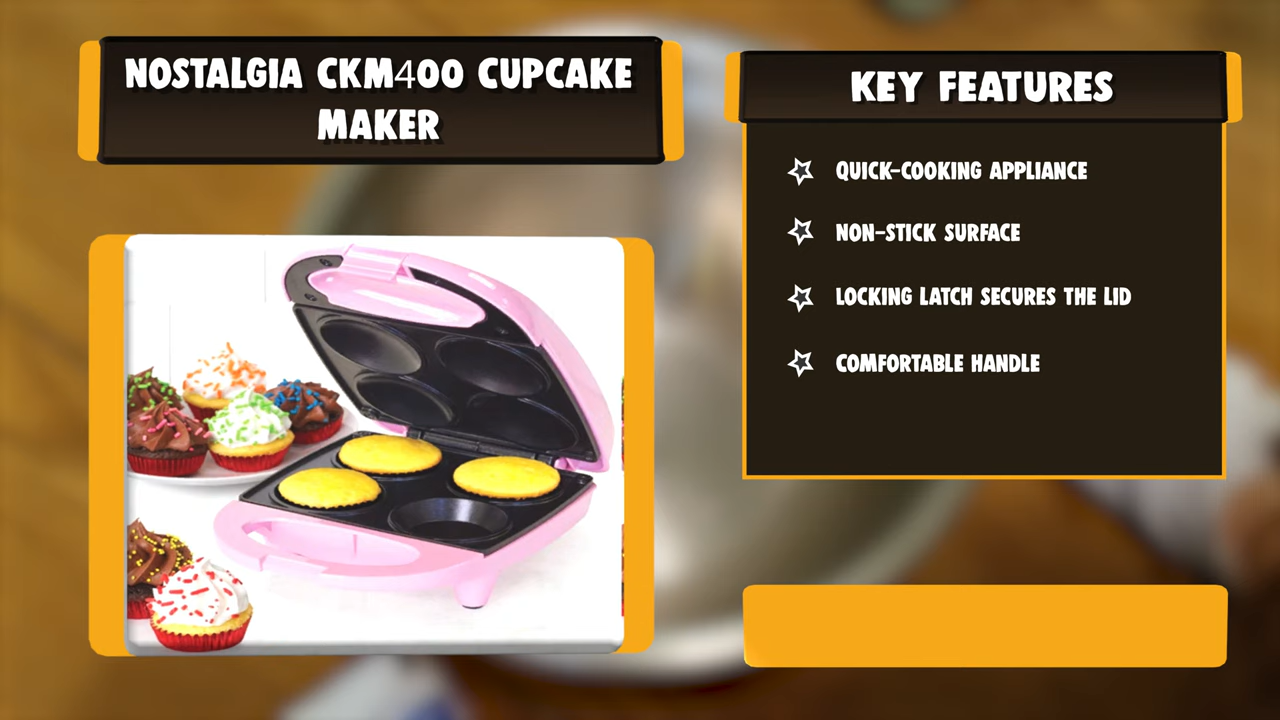 NOSTALGIA CKM400 CUPCAKE
MAKER
KEY FEATURES
QUICK-COOKING APPLIANCE
NON-STICK SURFACE
LOCKING LATCH SECURES THE LID
COMFORTABLE HANDLE